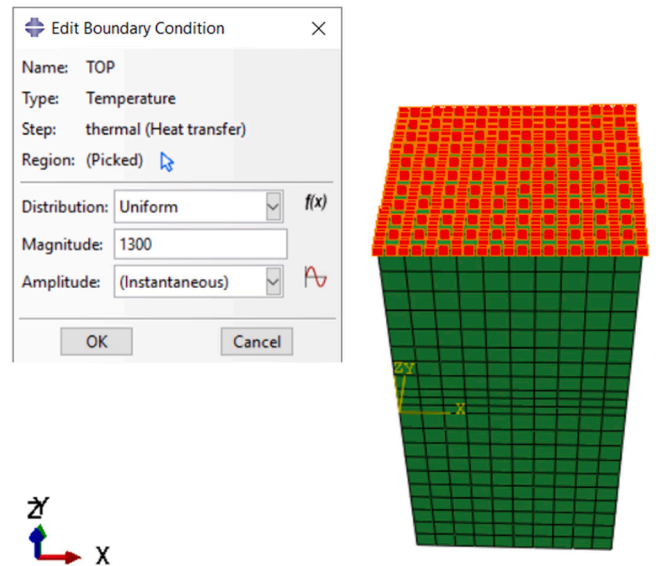 Edit Boundary Condition
Name: TOP
Type: Temperature
Step: thermal (Heat transfer)
Region: (Picked)
Distribution: Uniform f(x)
Magnitude: 1300
Amplitude: (Instantaneous)
OK Cancel
ZY
X
ZY
X